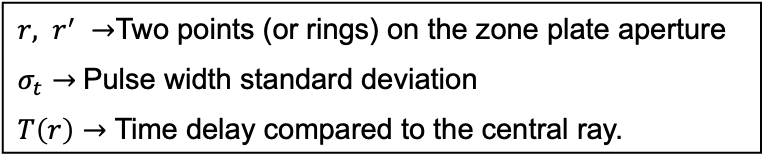 r, r′ →Two points (or rings) on the zone plate aperture
σₜ → Pulse width standard deviation
T(r) → Time delay compared to the central ray.